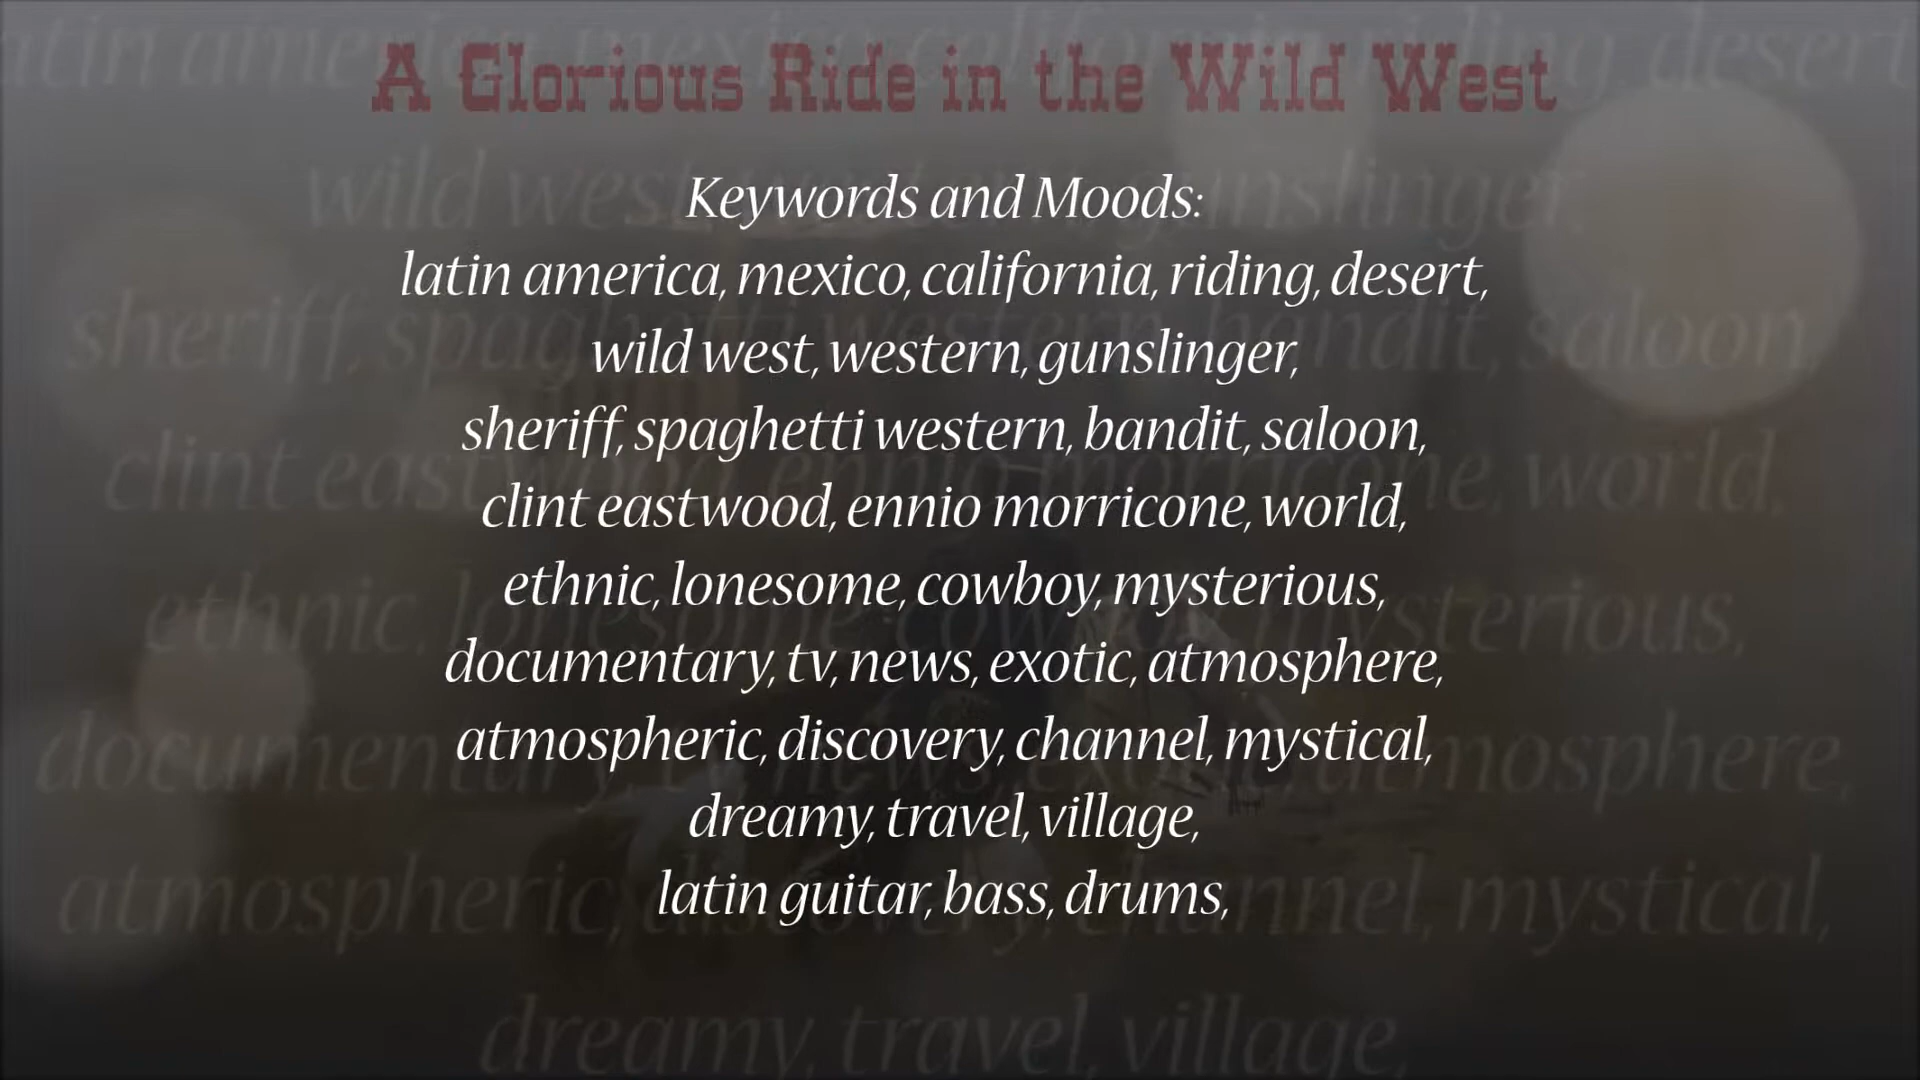 A Glorious Ride in the Wild West
Keywords and Moods:
latin america, mexico, california, riding, desert,
wild west, western, gunslinger,
sheriff, spaghetti western, bandit, saloon,
clint eastwood, ennio morricone, world,
ethnic, lonesome, cowboy, mysterious,
documentary, tv, news, exotic, atmosphere,
atmospheric, discovery, channel, mystical,
dreamy, travel, village,
latin guitar, bass, drums,